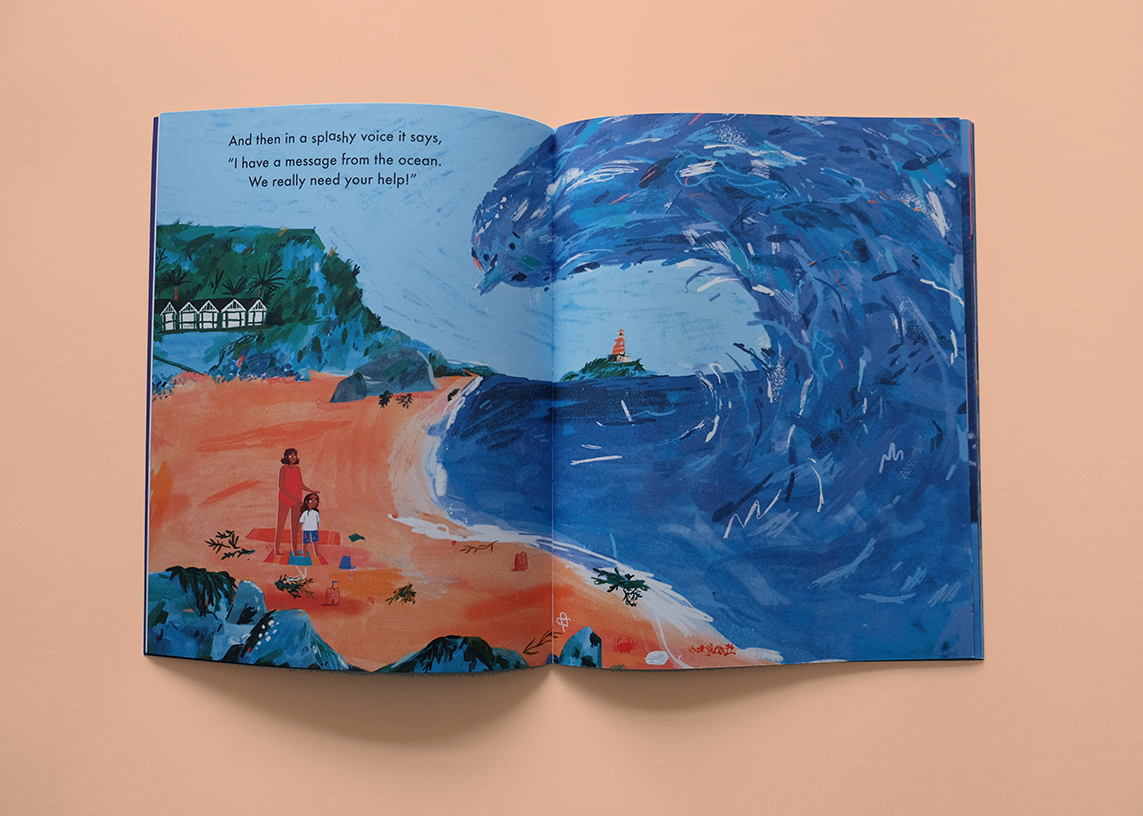 And then in a splashy voice it says,
“I have a message from the ocean.
We really need your help!”